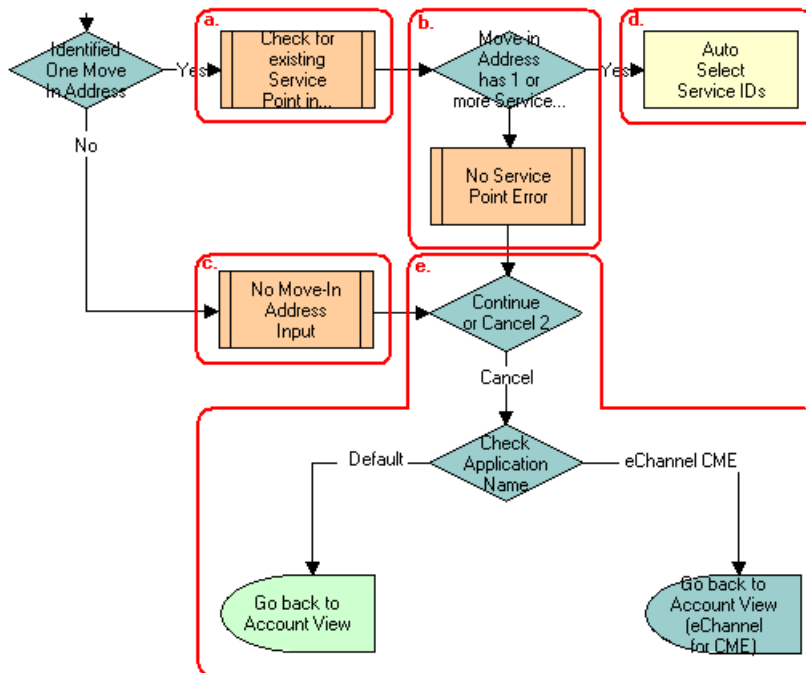 a.
b.
d.
Identified
One Move
In Address
Yes
Check for
existing
Service
Point in...
Move-in
Address
has 1 or
more Service...
Yes
Auto
Select
Service IDs
No
No Service
Point Error
c.
e.
No Move-In
Address
Input
Continue
or Cancel 2
Cancel
Default
Check
Application
Name
eChannel CME
Go back to
Account View
Go back to
Account View
(eChannel
for CME)